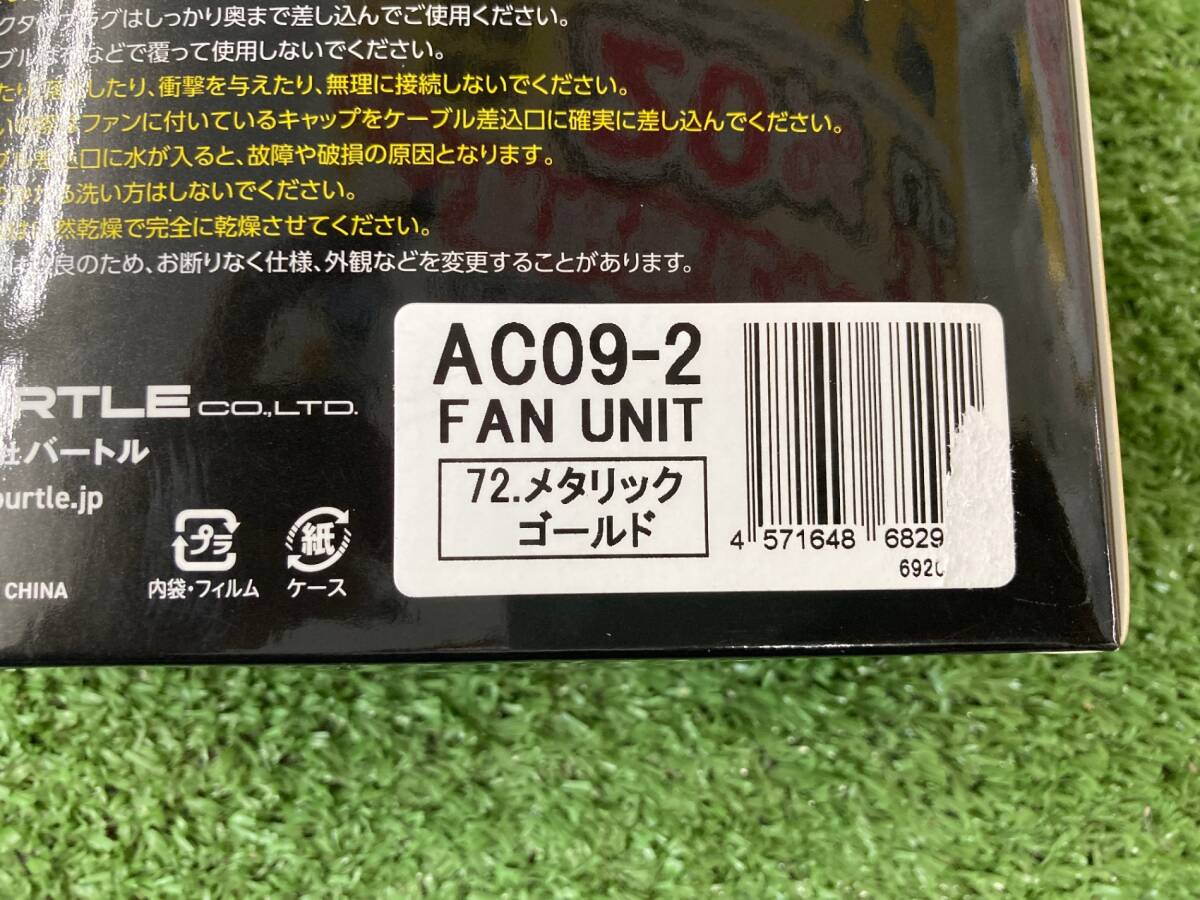 グはしっかり奥まで差し込んでご使用ください。
などで覆って使用しないでください。
したり、衝撃を与えたり、無理に接続しないでください。
ファンに付いているキャップをケーブル差込口に確実に差し込んでください。
差込口に水が入ると、故障や破損の原因となります。
洗い方はしないでください。
然乾燥で完全に乾燥させてください。
良のため、お断りなく仕様、外観などを変更することがあります。
RTLE CO.,LTD.
社バートル
ourtle.jp
CHINA
プラ
内袋・フィルム
紙
ケース
AC09-2
FAN UNIT
72.メタリック
ゴールド
4 571648 6829
692